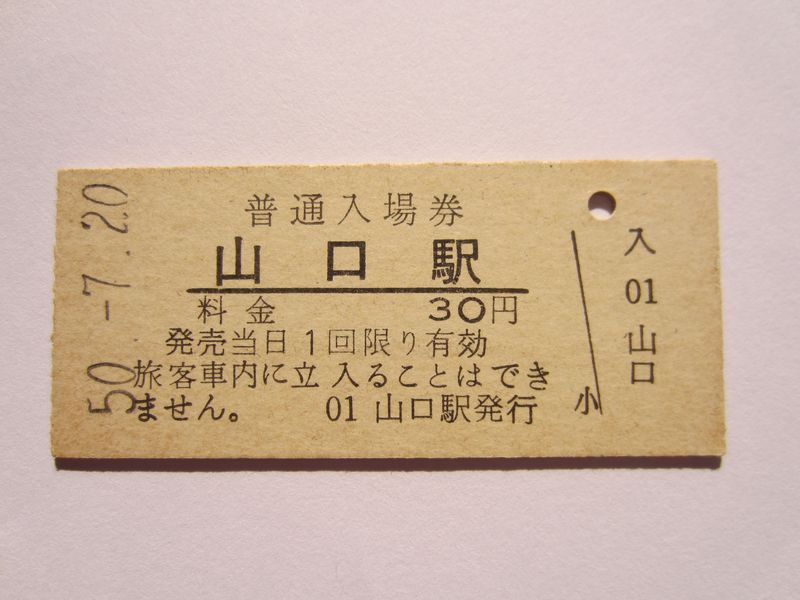 50.-7.20
普通入場券
山口駅
料金 30円
発売当日1回限り有効
旅客車内に立入ることはでき
ません。 01 山口駅発行
小
入
01
山口